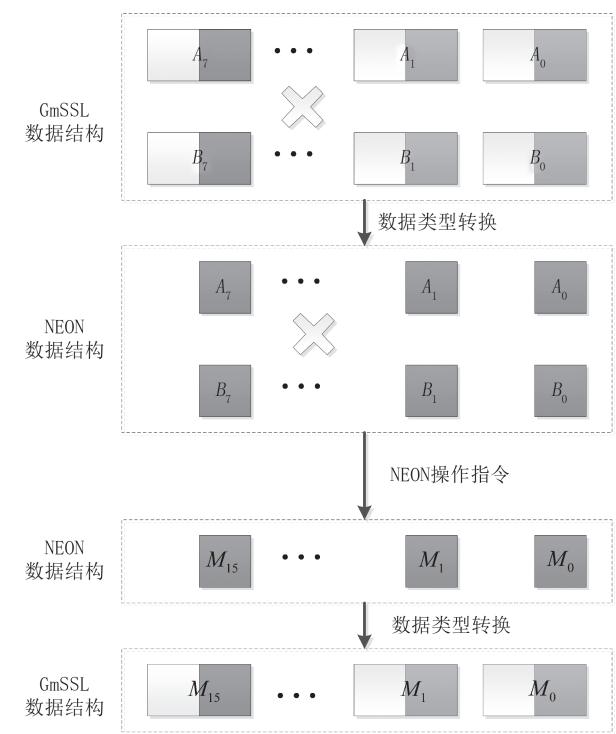 A7 ··· A1 A0
GmSSL
数据结构
B7 ··· B1 B0
数据类型转换
A7 ··· A1 A0
NEON
数据结构
B7 ··· B1 B0
NEON操作指令
NEON
数据结构
M15 ··· M1 M0
数据类型转换
GmSSL
数据结构
M15 ··· M1 M0